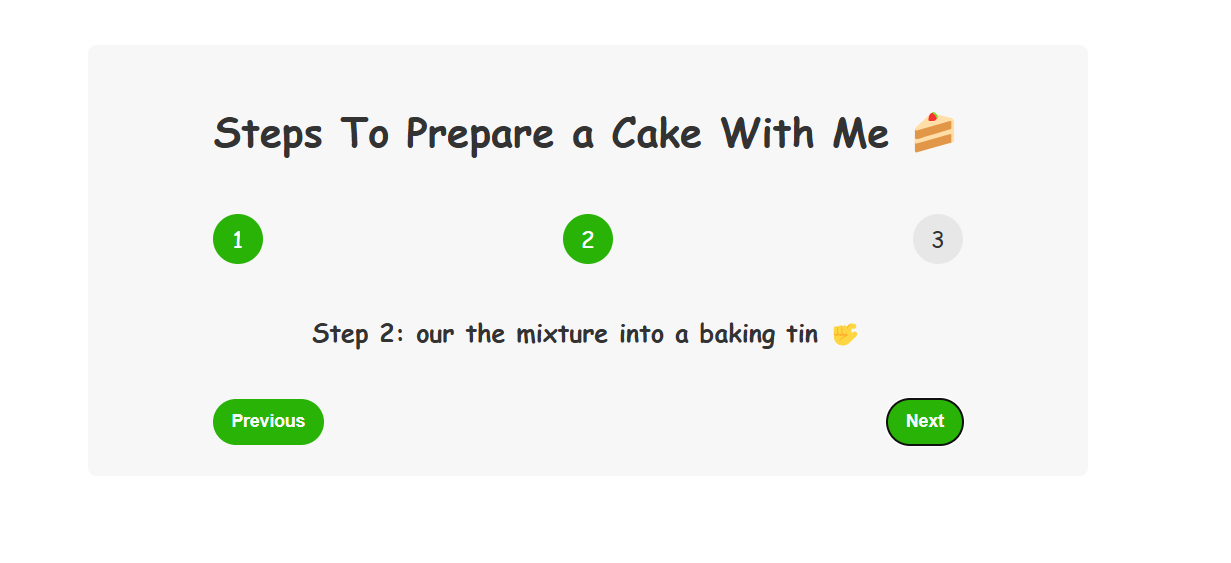 Steps To Prepare a Cake With Me 🍰
1 2 3
Step 2: our the mixture into a baking tin 🤛
Previous Next